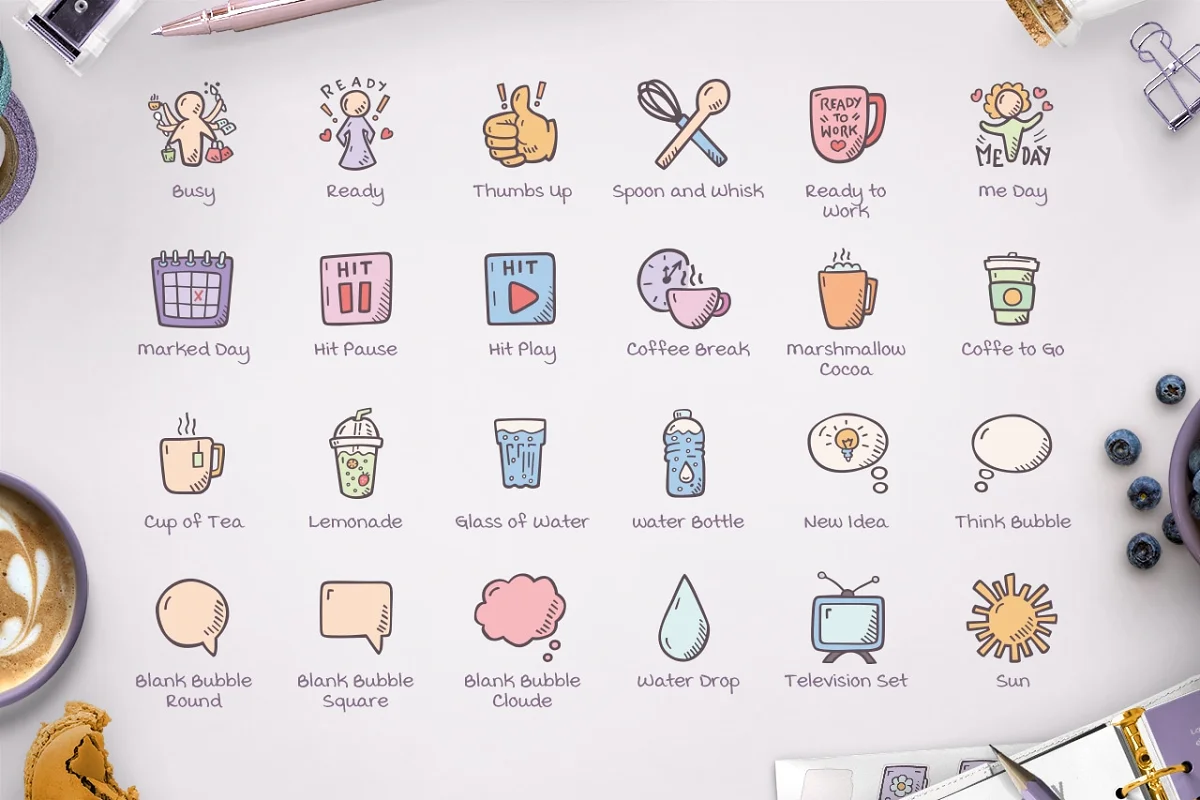 READY
READY
TO
WORK
ME DAY
Busy
Ready
Thumbs Up
Spoon and Whisk
Ready to
Work
me Day
HIT
HIT
marked Day
Hit Pause
Hit Play
Coffee Break
marshmallow
Cocoa
Coffe to Go
Cup of Tea
Lemonade
Glass of Water
water Bottle
New Idea
Think Bubble
Blank Bubble
Round
Blank Bubble
Square
Blank Bubble
Cloude
Water Drop
Television Set
Sun